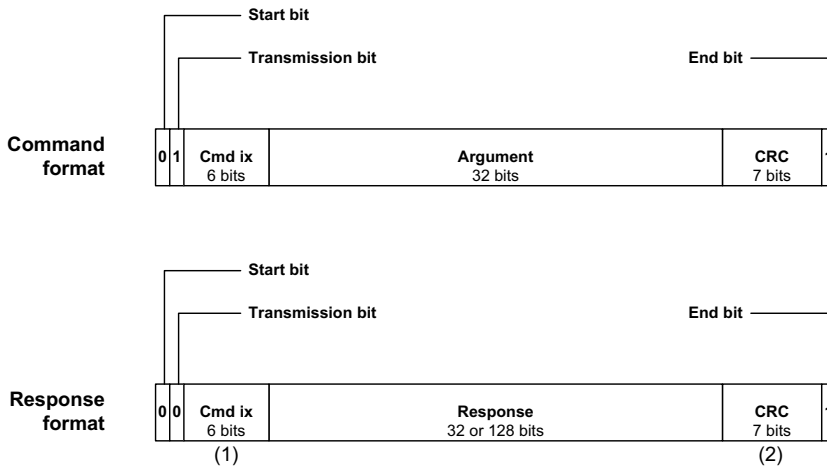 Start bit
Transmission bit
End bit
Command format
0 1 Cmd ix 6 bits
Argument 32 bits
CRC 7 bits
Start bit
Transmission bit
End bit
Response format
0 0 Cmd ix 6 bits
Response 32 or 128 bits
CRC 7 bits
(1)
(2)